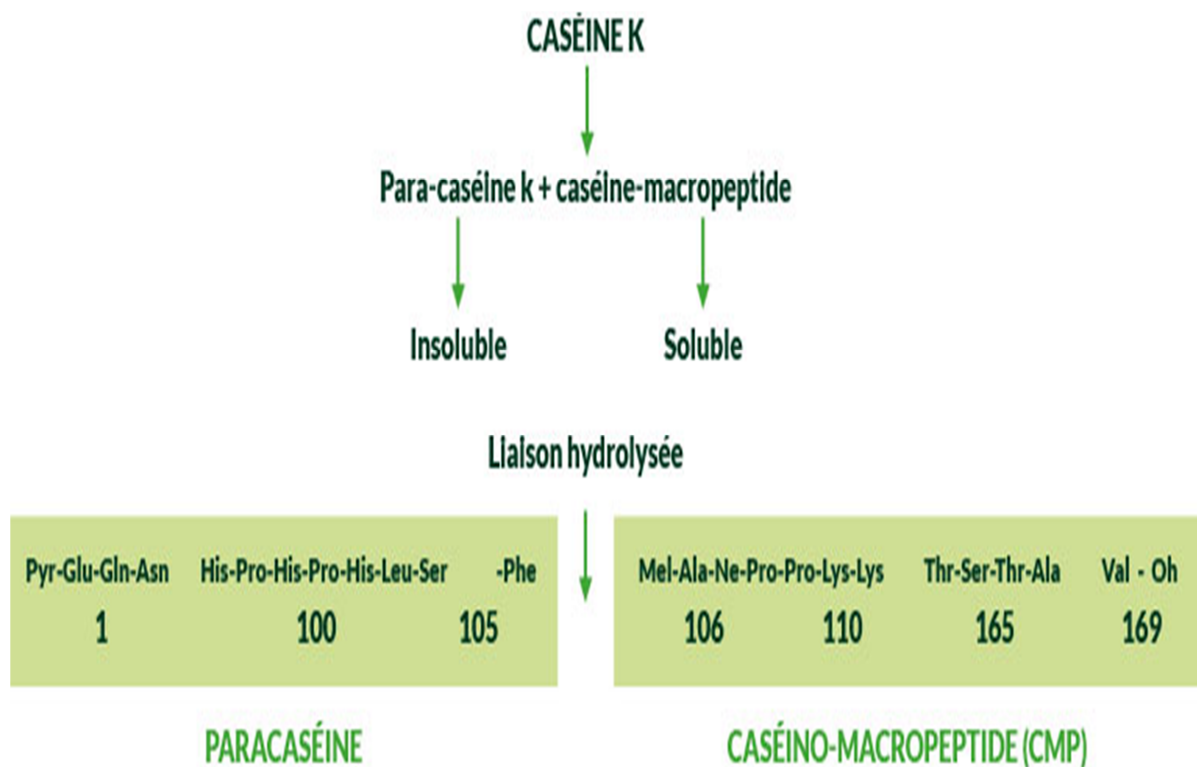 CASÉINE K
Para-caséine k + caséine-macropeptide
Insoluble Soluble
Liaison hydrolysée
Pyr-Glu-Gln-Asn His-Pro-His-Pro-His-Leu-Ser -Phe Mel-Ala-Ne-Pro-Pro-Lys-Lys Thr-Ser-Thr-Ala Val - Oh
1 100 105 106 110 165 169
PARACASÉINE CASÉINO-MACROPEPTIDE (CMP)